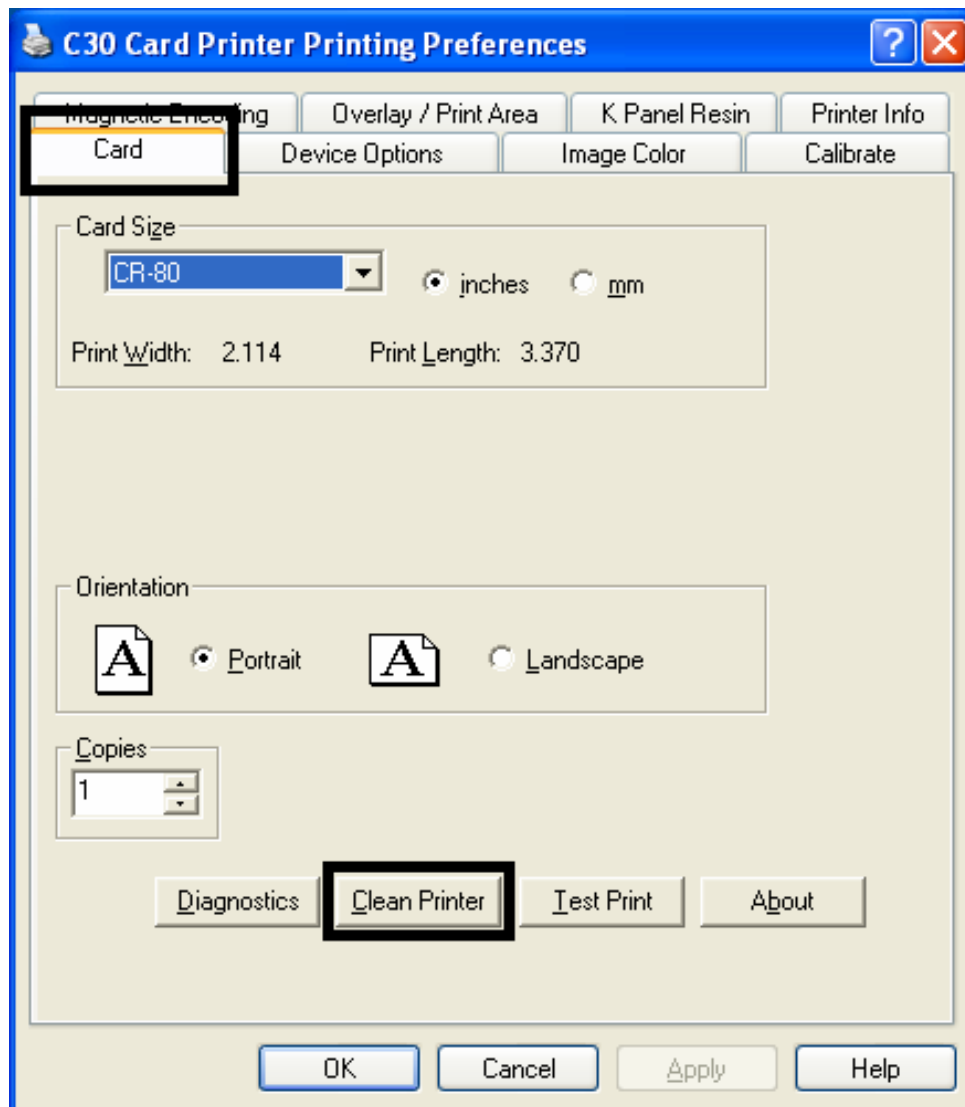 C30 Card Printer Printing Preferences
Magnetic Encoding Overlay / Print Area K Panel Resin Printer Info
Card Device Options Image Color Calibrate
Card Size
CR-80 inches mm
Print Width: 2.114 Print Length: 3.370
Orientation
A Portrait A Landscape
Copies
1
Diagnostics Clean Printer Test Print About
OK Cancel Apply Help